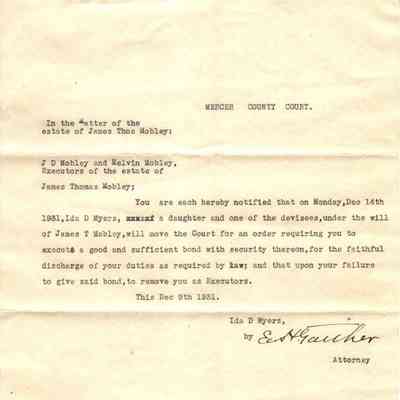 MERCER COUNTY COURT.
In the matter of the
estate of James Thos Mobley;
J D Mobley and Melvin Mobley,
Executors of the estate of
James Thomas Mobley;
You are each hereby notified that on Monday,Dec 14th
1931,Ida D Myers, a daughter and one of the devisees,under the will
of James T Mobley,will move the Court for an order requiring you to
execute a good and sufficient bond with security thereon,for the faithful
discharge of your duties as required by law; and that upon your failure
to give said bond,to remove you as Executors.
This Dec 9th 1931.
Ida D Myers,
by E H Gaither
Attorney